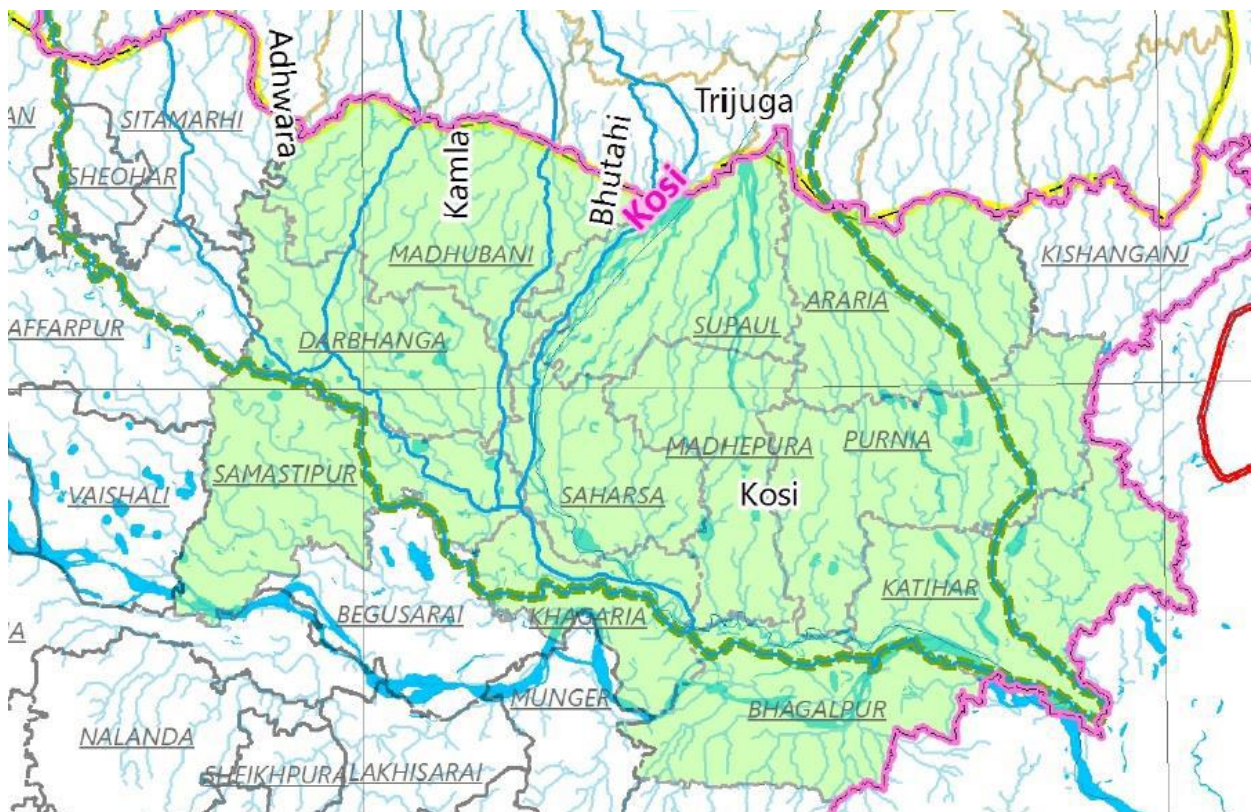 Adhwara
Trijuga
AN
SITAMARHI
SHEOHAR
Kamla
Bhutahi
Kosi
MADHUBANI
KISHANGANJ
ARARIA
AFFARPUR
DARBHANGA
SUPAUL
MADHEPURA
PURNIA
SAMASTIPUR
VAISHALI
SAHARSA
Kosi
KATIHAR
BEGUSARAI
KHAGARIA
A
MUNGER
BHAGALPUR
NALANDA
SHEIKHPURA
LAKHISARAI